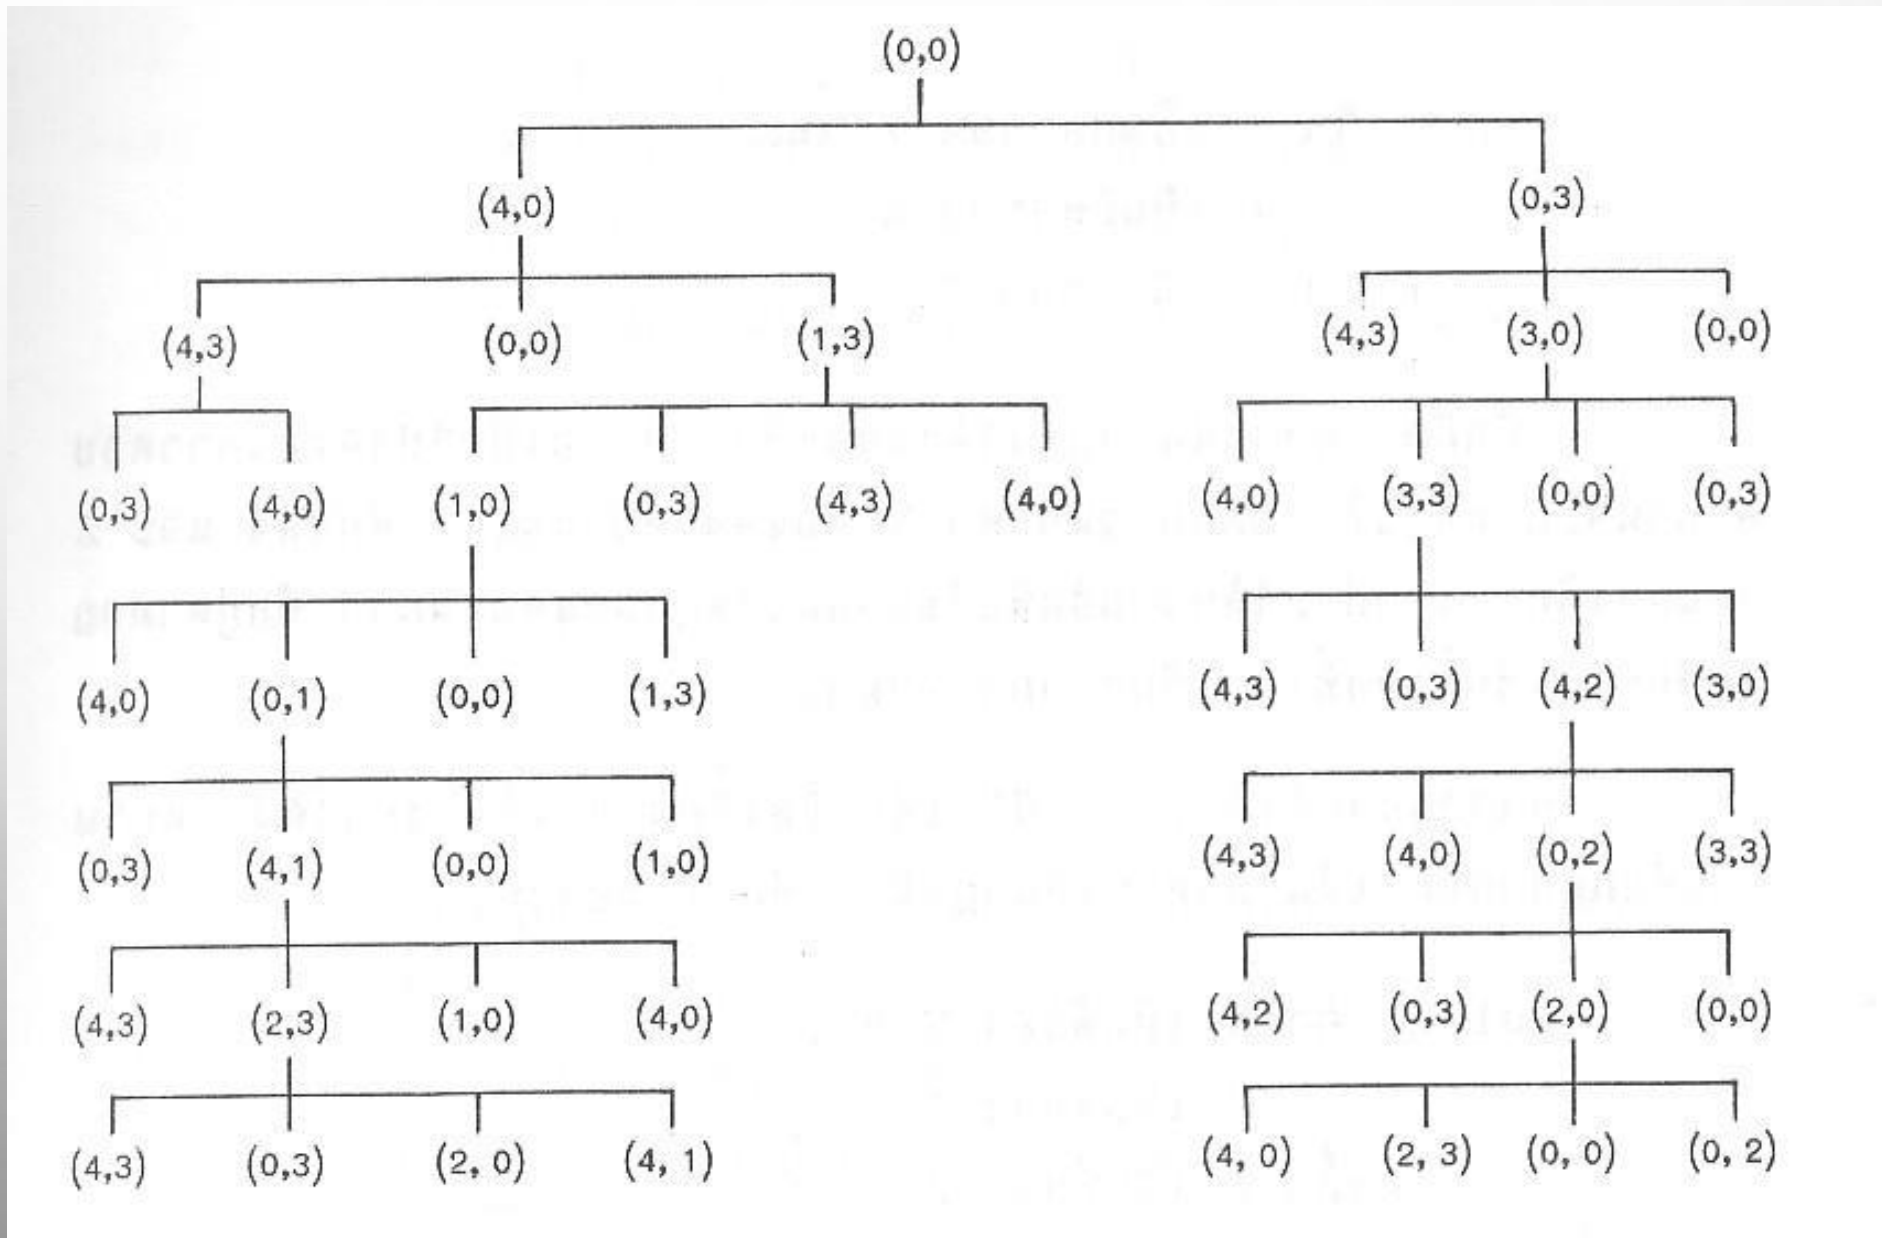 (0,0)
(4,0) (0,3)
(4,3) (0,0) (1,3) (4,3) (3,0) (0,0)
(0,3) (4,0) (1,0) (0,3) (4,3) (4,0) (4,0) (3,3) (0,0) (0,3)
(4,0) (0,1) (0,0) (1,3) (4,3) (0,3) (4,2) (3,0)
(0,3) (4,1) (0,0) (1,0) (4,3) (4,0) (0,2) (3,3)
(4,3) (2,3) (1,0) (4,0) (4,2) (0,3) (2,0) (0,0)
(4,3) (0,3) (2, 0) (4, 1) (4, 0) (2, 3) (0, 0) (0, 2)